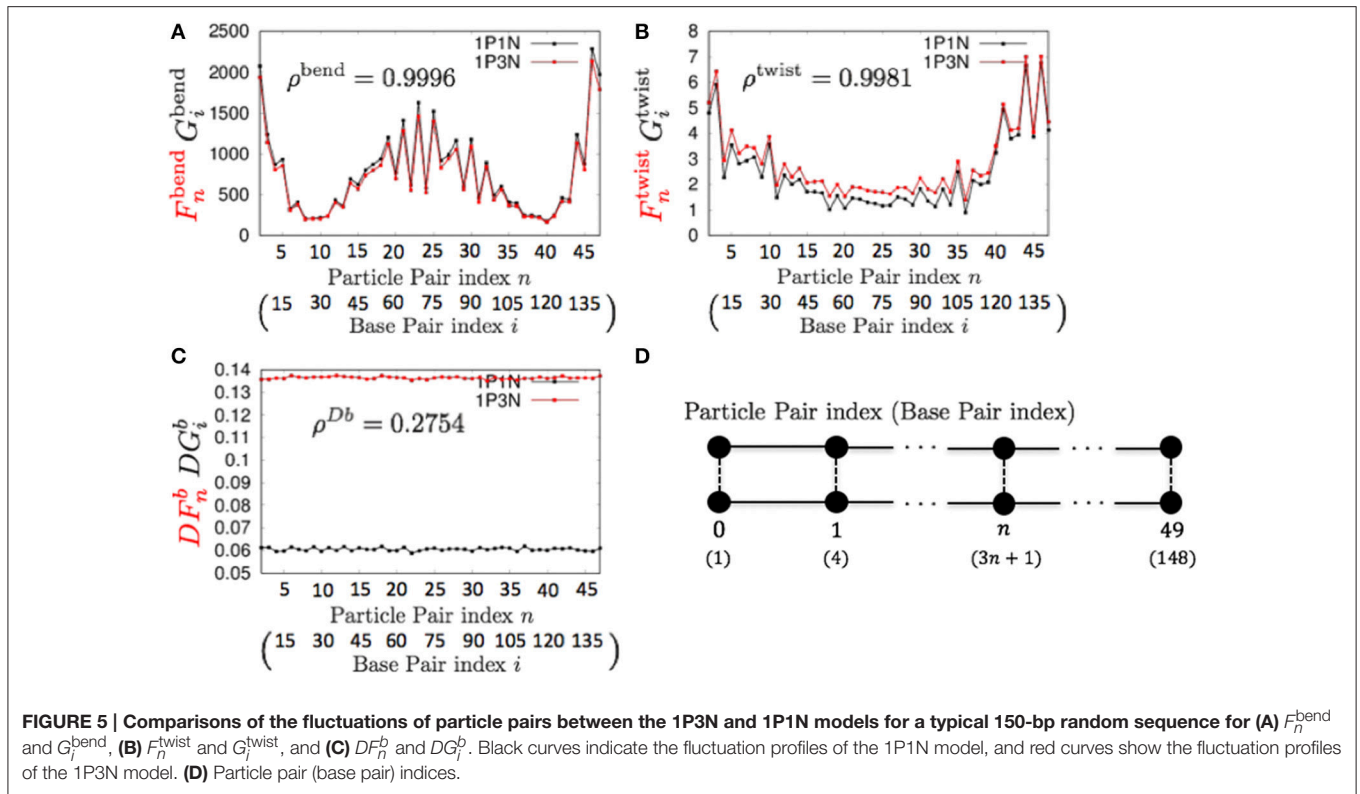 A
2500
2000
1500
1000
500
0
1P1N
1P3N
ρ^bend = 0.9996
F_n^bend G_i^bend
5 10 15 20 25 30 35 40 45
Particle Pair index n
( 15 30 45 60 75 90 105 120 135 )
Base Pair index i
B
8
7
6
5
4
3
2
1
0
1P1N
1P3N
ρ^twist = 0.9981
F_n^twist G_i^twist
5 10 15 20 25 30 35 40 45
Particle Pair index n
( 15 30 45 60 75 90 105 120 135 )
Base Pair index i
C
0.14
0.13
0.12
0.11
0.1
0.09
0.08
0.07
0.06
0.05
1P1N
1P3N
ρ^Db = 0.2754
DF_n^b DG_i^b
5 10 15 20 25 30 35 40 45
Particle Pair index n
( 15 30 45 60 75 90 105 120 135 )
Base Pair index i
D
Particle Pair index (Base Pair index)
··· ···
··· ···
0 1 n 49
(1) (4) (3n + 1) (148)
FIGURE 5 | Comparisons of the fluctuations of particle pairs between the 1P3N and 1P1N models for a typical 150-bp random sequence for (A) F_n^bend
and G_i^bend, (B) F_n^twist and G_i^twist, and (C) DF_n^b and DG_i^b. Black curves indicate the fluctuation profiles of the 1P1N model, and red curves show the fluctuation profiles
of the 1P3N model. (D) Particle pair (base pair) indices.